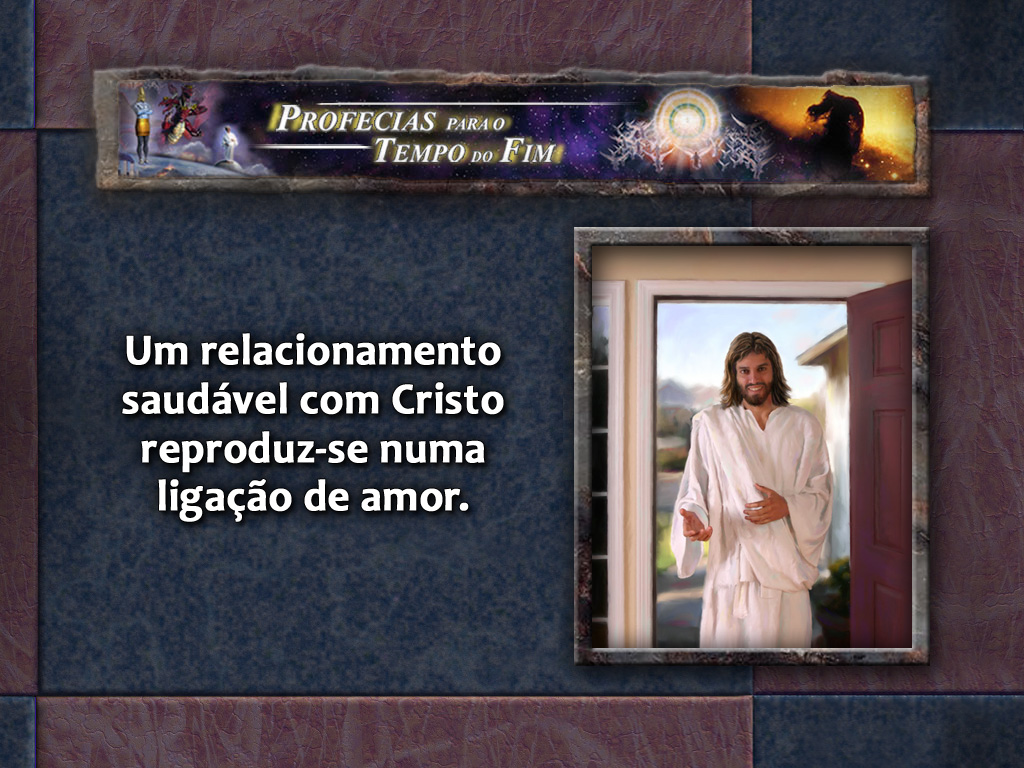 PROFECIAS PARA O
TEMPO DO FIM
Um relacionamento
saudável com Cristo
reproduz-se numa
ligação de amor.